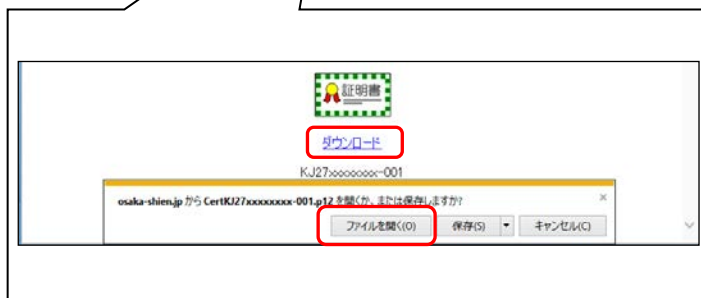 証明書
ダウンロード
KJ27xxxxxxxx-001
osaka-shien.jp から CertKJ27xxxxxxxx-001.p12 を開くか、または保存しますか?
×
ファイルを開く(O) 保存(S) ▼ キャンセル(C)